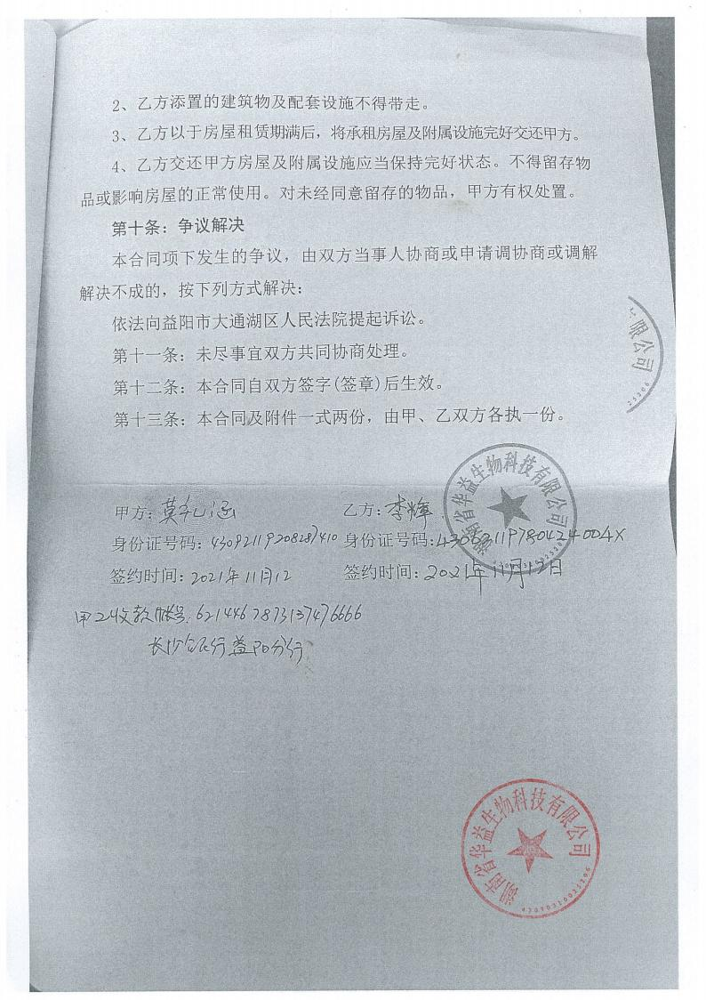 2、乙方添置的建筑物及配套设施不得带走。
3、乙方以于房屋租赁期满后，将承租房屋及附属设施完好交还甲方。
4、乙方交还甲方房屋及附属设施应当保持完好状态。不得留存物
品或影响房屋的正常使用。对未经同意留存的物品，甲方有权处置。
第十条：争议解决
本合同项下发生的争议，由双方当事人协商或申请调协商或调解
解决不成的，按下列方式解决：
依法向益阳市大通湖区人民法院提起诉讼。
第十一条：未尽事宜双方共同协商处理。
第十二条：本合同自双方签字(签章)后生效。
第十三条：本合同及附件一式两份，由甲、乙双方各执一份。
限公司
湖南省华益生物科技有限公司
甲方：莫 涵 乙方：李辉
身份证号码： 身份证号码：
签约时间：2021年11月12 签约时间：2021年11月12日
收款账号：
长沙银行益阳分行
湖南省华益生物科技有限公司